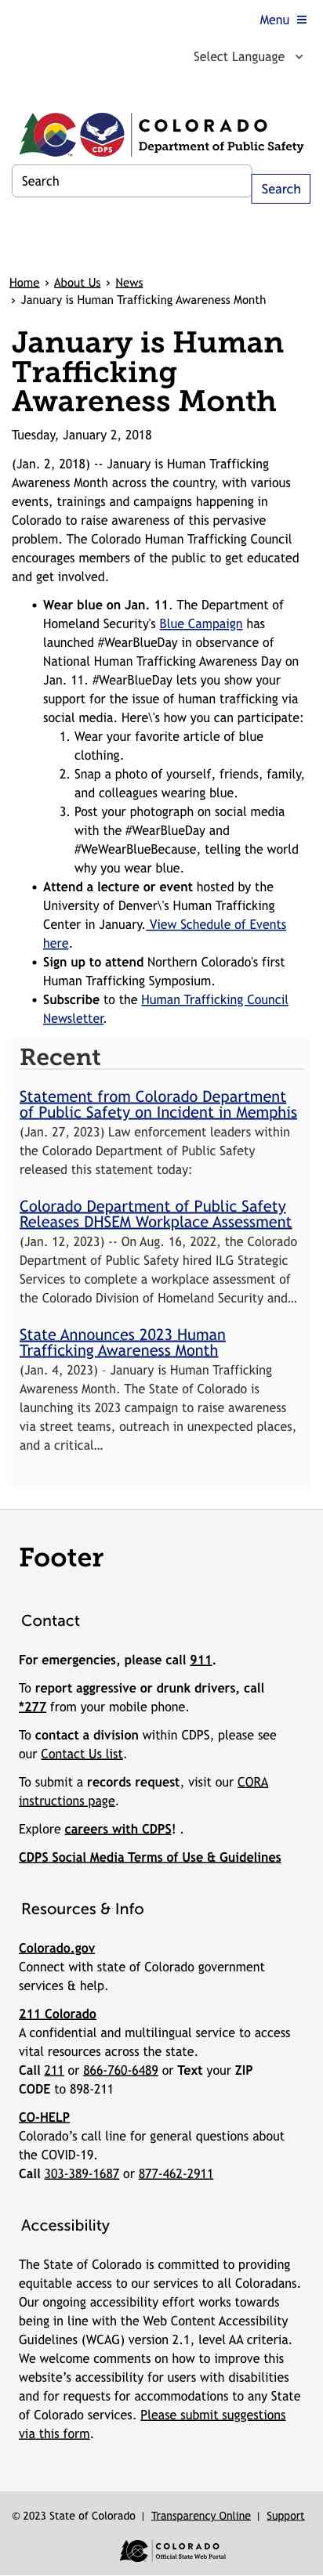 Menu
Select Language
COLORADO
CDPS
Department of Public Safety
Search
Search
Home › About Us › News
› January is Human Trafficking Awareness Month
January is Human
Trafficking
Awareness Month
Tuesday, January 2, 2018
(Jan. 2, 2018) -- January is Human Trafficking
Awareness Month across the country, with various
events, trainings and campaigns happening in
Colorado to raise awareness of this pervasive
problem. The Colorado Human Trafficking Council
encourages members of the public to get educated
and get involved.
• Wear blue on Jan. 11. The Department of
Homeland Security's Blue Campaign has
launched #WearBlueDay in observance of
National Human Trafficking Awareness Day on
Jan. 11. #WearBlueDay lets you show your
support for the issue of human trafficking via
social media. Here\'s how you can participate:
1. Wear your favorite article of blue
clothing.
2. Snap a photo of yourself, friends, family,
and colleagues wearing blue.
3. Post your photograph on social media
with the #WearBlueDay and
#WeWearBlueBecause, telling the world
why you wear blue.
• Attend a lecture or event hosted by the
University of Denver\'s Human Trafficking
Center in January. View Schedule of Events
here.
• Sign up to attend Northern Colorado's first
Human Trafficking Symposium.
• Subscribe to the Human Trafficking Council
Newsletter.
Recent
Statement from Colorado Department
of Public Safety on Incident in Memphis
(Jan. 27, 2023) Law enforcement leaders within
the Colorado Department of Public Safety
released this statement today:
Colorado Department of Public Safety
Releases DHSEM Workplace Assessment
(Jan. 12, 2023) -- On Aug. 16, 2022, the Colorado
Department of Public Safety hired ILG Strategic
Services to complete a workplace assessment of
the Colorado Division of Homeland Security and…
State Announces 2023 Human
Trafficking Awareness Month
(Jan. 4, 2023) - January is Human Trafficking
Awareness Month. The State of Colorado is
launching its 2023 campaign to raise awareness
via street teams, outreach in unexpected places,
and a critical…
Footer
Contact
For emergencies, please call 911.
To report aggressive or drunk drivers, call
*277 from your mobile phone.
To contact a division within CDPS, please see
our Contact Us list.
To submit a records request, visit our CORA
instructions page.
Explore careers with CDPS! .
CDPS Social Media Terms of Use & Guidelines
Resources & Info
Colorado.gov
Connect with state of Colorado government
services & help.
211 Colorado
A confidential and multilingual service to access
vital resources across the state.
Call 211 or 866-760-6489 or Text your ZIP
CODE to 898-211
CO-HELP
Colorado’s call line for general questions about
the COVID-19.
Call 303-389-1687 or 877-462-2911
Accessibility
The State of Colorado is committed to providing
equitable access to our services to all Coloradans.
Our ongoing accessibility effort works towards
being in line with the Web Content Accessibility
Guidelines (WCAG) version 2.1, level AA criteria.
We welcome comments on how to improve this
website’s accessibility for users with disabilities
and for requests for accommodations to any State
of Colorado services. Please submit suggestions
via this form.
© 2023 State of Colorado | Transparency Online | Support
COLORADO
Official State Web Portal